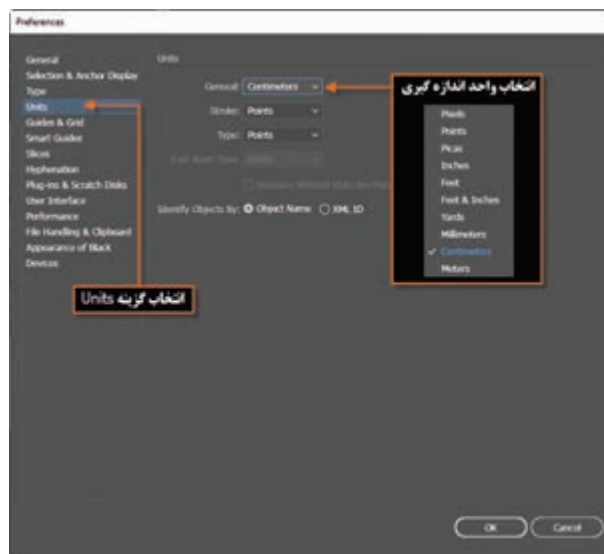 Preferences
General
Selection & Anchor Display
Type
Units
Guides & Grid
Smart Guides
Slices
Hyphenation
Plug-ins & Scratch Disks
User Interface
Performance
File Handling & Clipboard
Appearance of Black
Devices
Units
General: Centimeters
Stroke: Points
Type: Points
Identify Objects By: Object Name XML ID
انتخاب واحد اندازه گیری
Pixels
Points
Picas
Inches
Feet
Feet & Inches
Yards
Millimeters
✓ Centimeters
Meters
انتخاب گزینه Units
OK Cancel